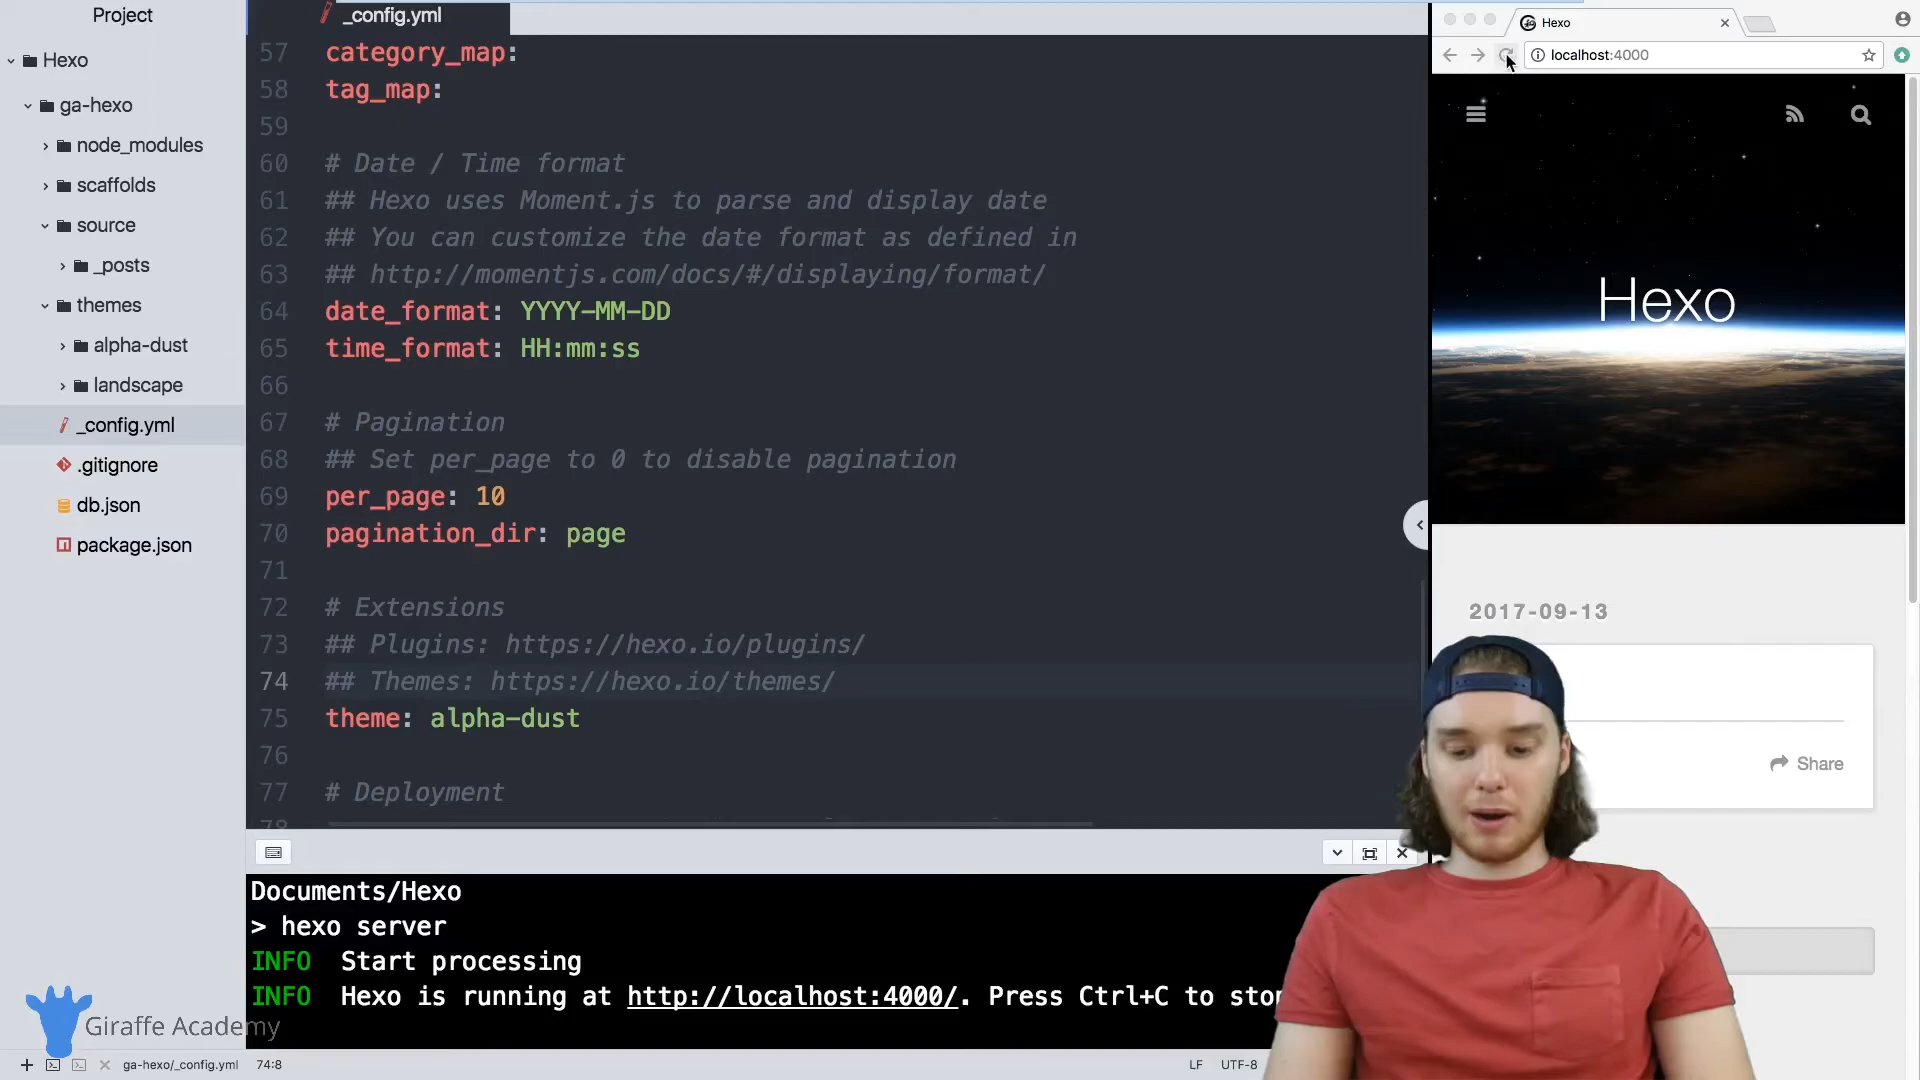 Project
Hexo
ga-hexo
node_modules
scaffolds
source
_posts
themes
alpha-dust
landscape
_config.yml
.gitignore
db.json
package.json
_config.yml
57 category_map:
58 tag_map:
59
60 # Date / Time format
61 ## Hexo uses Moment.js to parse and display date
62 ## You can customize the date format as defined in
63 ## http://momentjs.com/docs/#/displaying/format/
64 date_format: YYYY-MM-DD
65 time_format: HH:mm:ss
66
67 # Pagination
68 ## Set per_page to 0 to disable pagination
69 per_page: 10
70 pagination_dir: page
71
72 # Extensions
73 ## Plugins: https://hexo.io/plugins/
74 ## Themes: https://hexo.io/themes/
75 theme: alpha-dust
76
77 # Deployment
78
Documents/Hexo
> hexo server
INFO Start processing
INFO Hexo is running at http://localhost:4000/. Press Ctrl+C to stop
ga-hexo/_config.yml 74:8
LF UTF-8
Giraffe Academy
Hexo
localhost:4000
Hexo
2017-09-13
Share